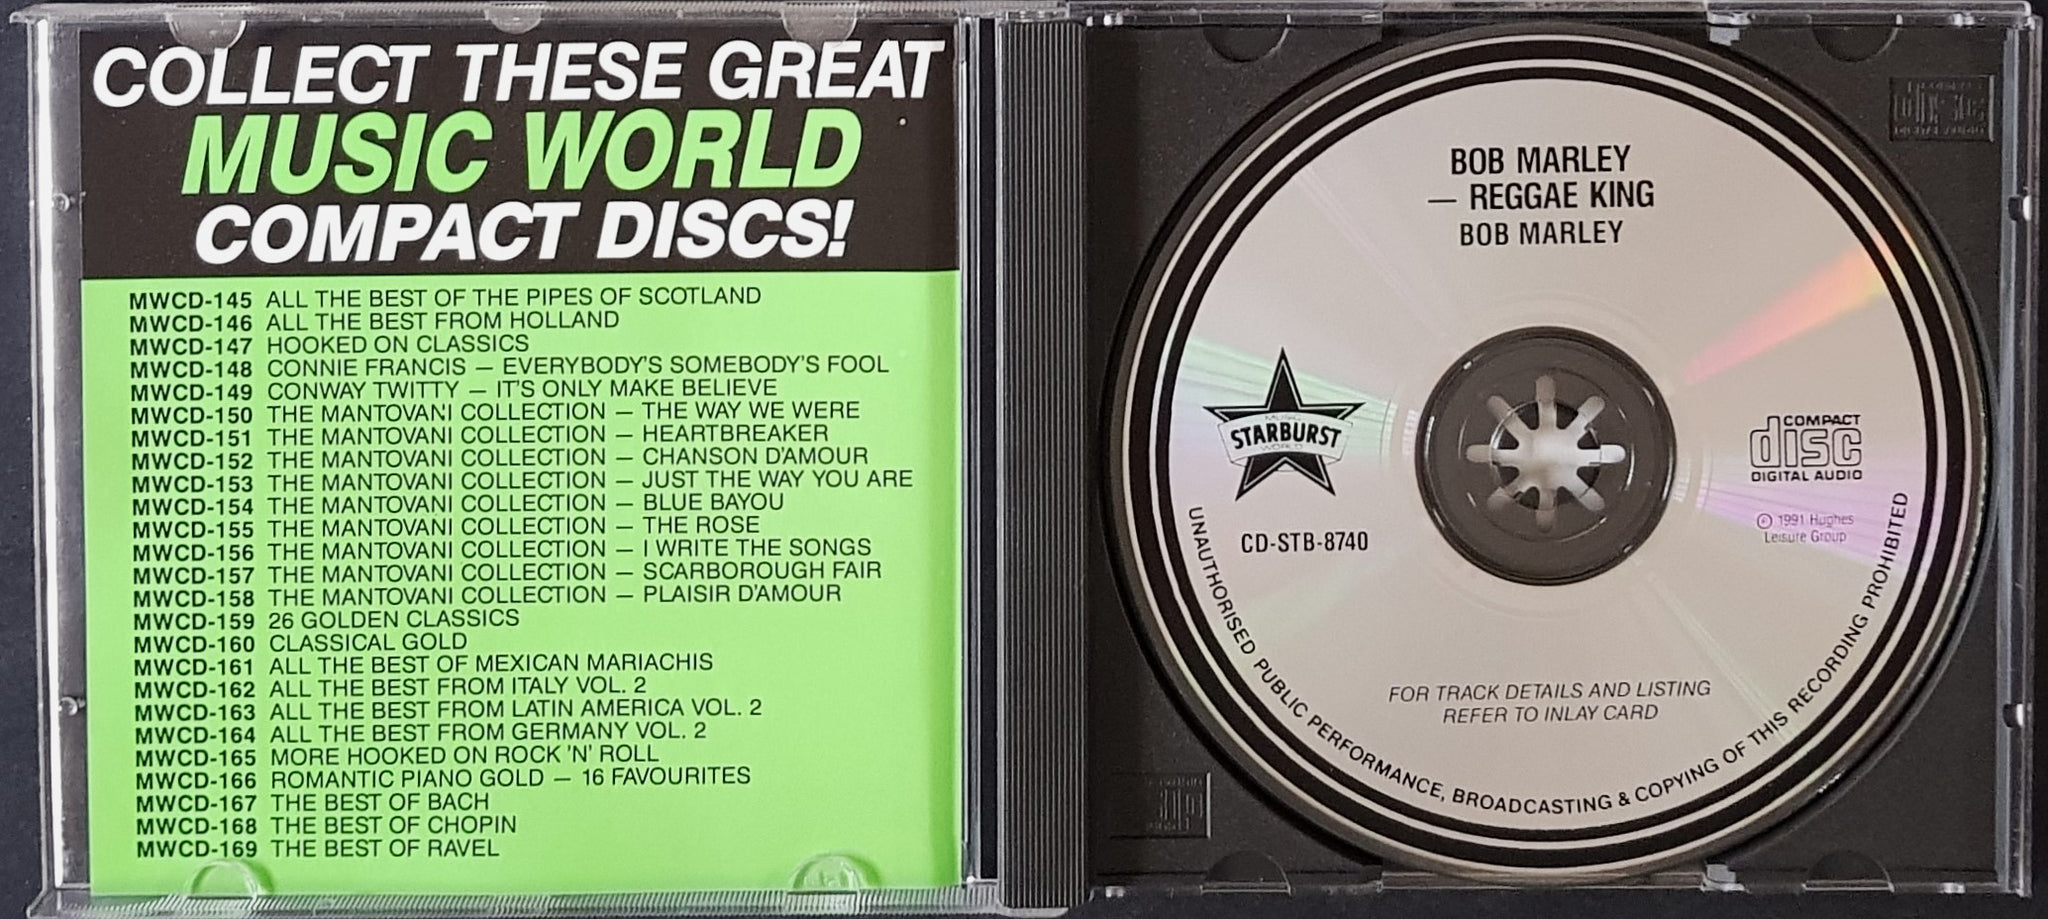 COLLECT THESE GREAT
MUSIC WORLD
COMPACT DISCS!
MWCD-145 ALL THE BEST OF THE PIPES OF SCOTLAND
MWCD-146 ALL THE BEST FROM HOLLAND
MWCD-147 HOOKED ON CLASSICS
MWCD-148 CONNIE FRANCIS — EVERYBODY'S SOMEBODY'S FOOL
MWCD-149 CONWAY TWITTY — IT'S ONLY MAKE BELIEVE
MWCD-150 THE MANTOVANI COLLECTION — THE WAY WE WERE
MWCD-151 THE MANTOVANI COLLECTION — HEARTBREAKER
MWCD-152 THE MANTOVANI COLLECTION — CHANSON D'AMOUR
MWCD-153 THE MANTOVANI COLLECTION — JUST THE WAY YOU ARE
MWCD-154 THE MANTOVANI COLLECTION — BLUE BAYOU
MWCD-155 THE MANTOVANI COLLECTION — THE ROSE
MWCD-156 THE MANTOVANI COLLECTION — I WRITE THE SONGS
MWCD-157 THE MANTOVANI COLLECTION — SCARBOROUGH FAIR
MWCD-158 THE MANTOVANI COLLECTION — PLAISIR D'AMOUR
MWCD-159 26 GOLDEN CLASSICS
MWCD-160 CLASSICAL GOLD
MWCD-161 ALL THE BEST OF MEXICAN MARIACHIS
MWCD-162 ALL THE BEST FROM ITALY VOL. 2
MWCD-163 ALL THE BEST FROM LATIN AMERICA VOL. 2
MWCD-164 ALL THE BEST FROM GERMANY VOL. 2
MWCD-165 MORE HOOKED ON ROCK 'N' ROLL
MWCD-166 ROMANTIC PIANO GOLD — 16 FAVOURITES
MWCD-167 THE BEST OF BACH
MWCD-168 THE BEST OF CHOPIN
MWCD-169 THE BEST OF RAVEL
BOB MARLEY
— REGGAE KING
BOB MARLEY
MUSIC
STARBURST
WORLD
CD-STB-8740
COMPACT
disc
DIGITAL AUDIO
℗ 1991 Hughes
Leisure Group
FOR TRACK DETAILS AND LISTING
REFER TO INLAY CARD
UNAUTHORISED PUBLIC PERFORMANCE, BROADCASTING & COPYING OF THIS RECORDING PROHIBITED
COMPACT
disc
DIGITAL AUDIO